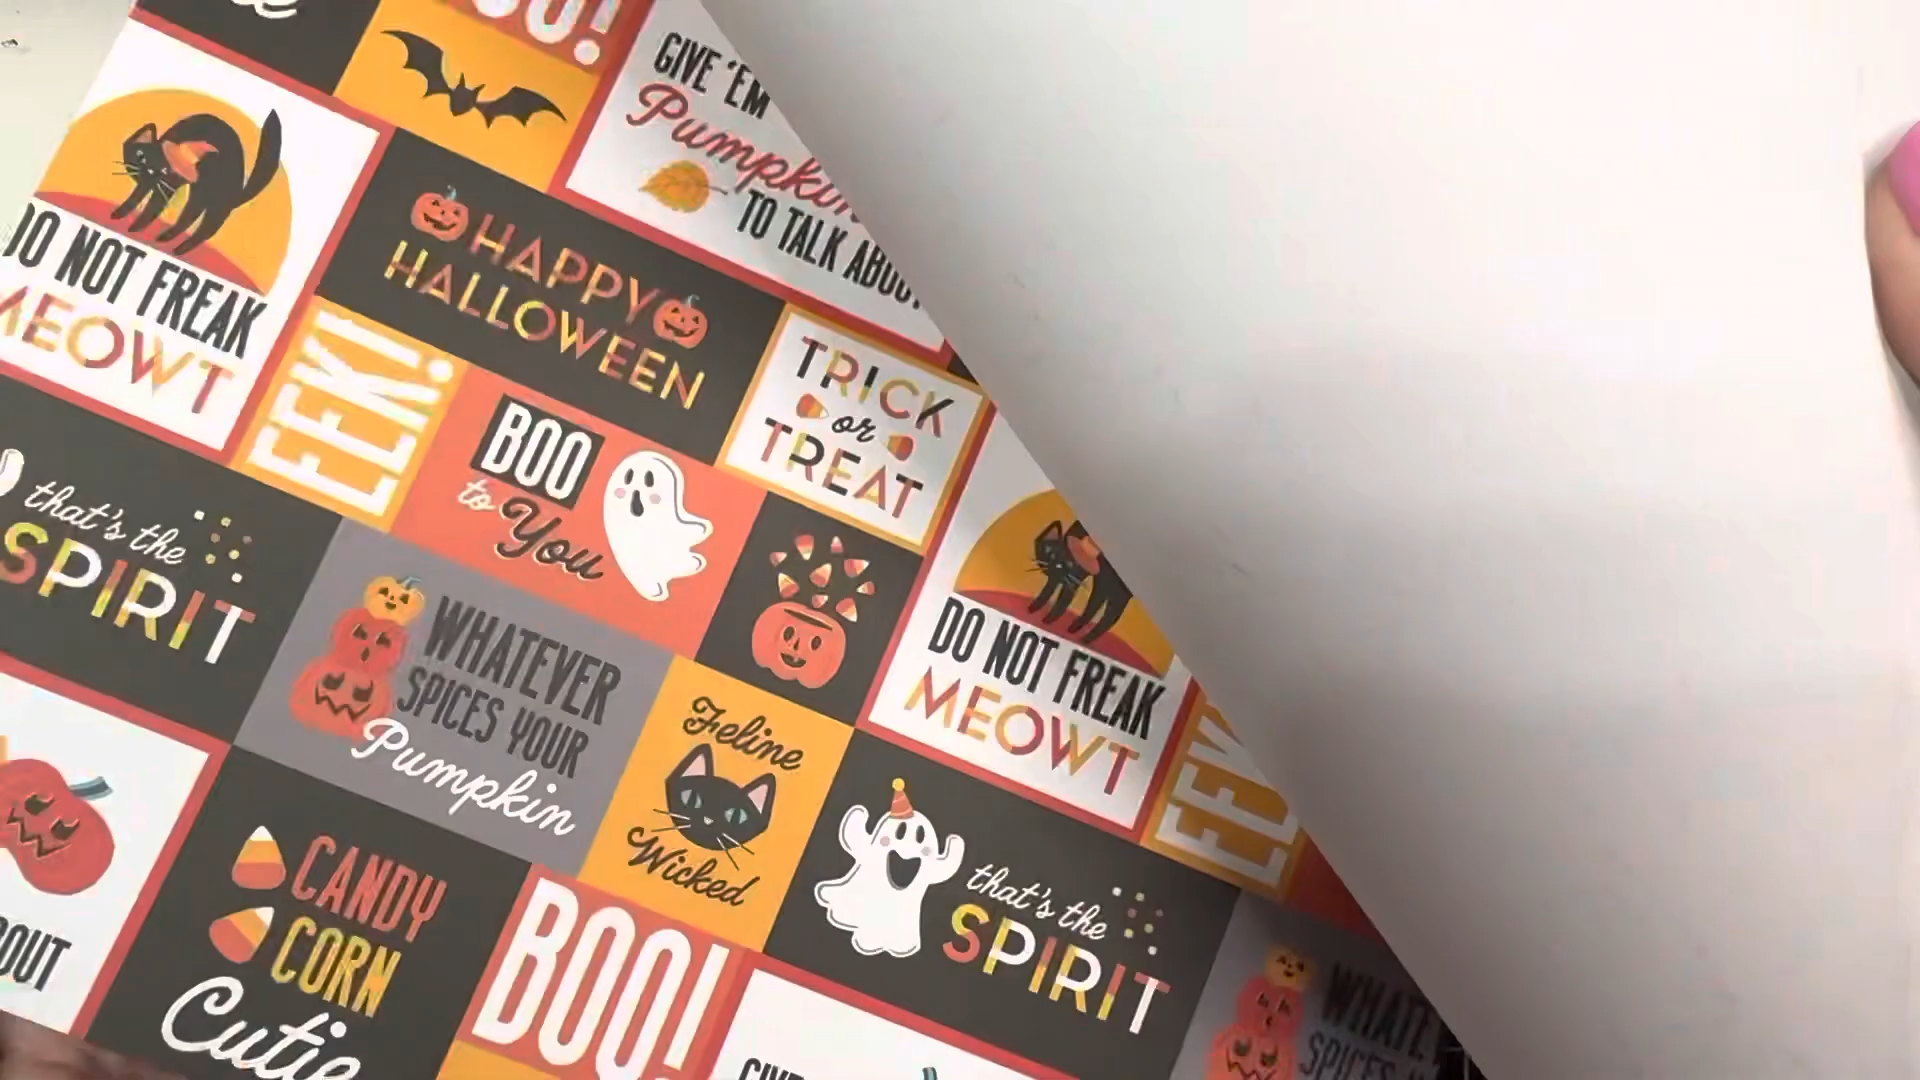 BOO!
GIVE 'EM
Pumpkin
TO TALK ABOUT
DO NOT FREAK
MEOWT
HAPPY
HALLOWEEN
EEK!
TRICK
or
TREAT
BOO
to You
that's the
SPIRIT
WHATEVER
SPICES YOUR
Pumpkin
DO NOT FREAK
MEOWT
Feline
Wicked
CANDY
CORN
Cutie
BOO!
that's the
SPIRIT